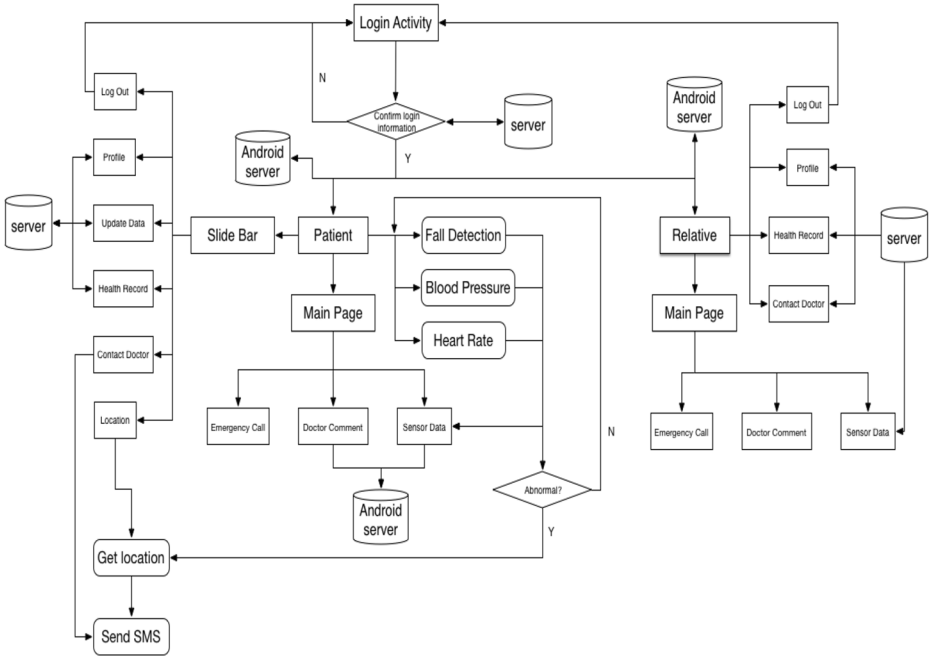 Login Activity
N
Log Out
Confirm login
information
server
Android
server
Log Out
Y
Android
server
Profile
Profile
server
Update Data
Slide Bar
Patient
Fall Detection
Relative
Health Record
server
Health Record
Blood Pressure
Main Page
Main Page
Contact Doctor
Heart Rate
Contact Doctor
Location
Emergency Call
Doctor Comment
Sensor Data
N
Emergency Call
Doctor Comment
Sensor Data
Abnormal?
Android
server
Y
Get location
Send SMS